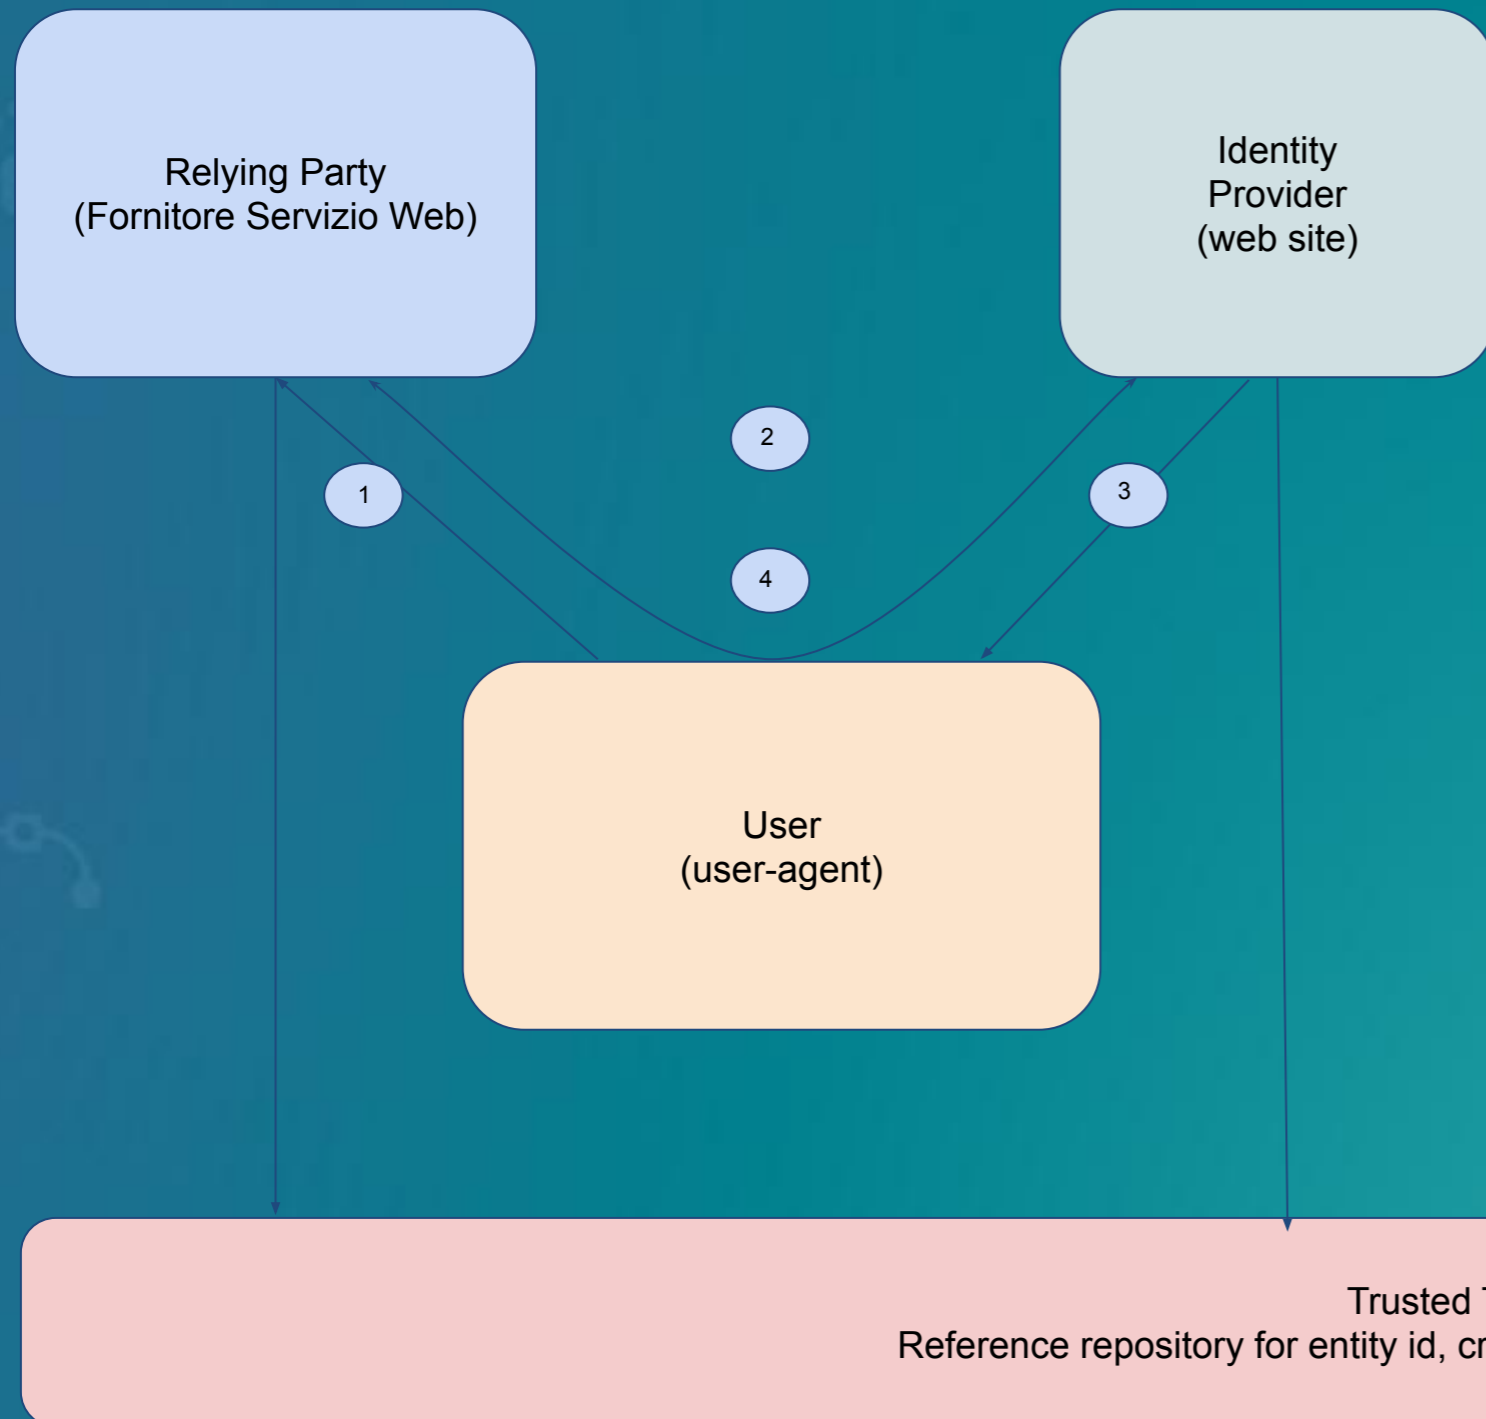 Relying Party
(Fornitore Servizio Web)
Identity
Provider
(web site)
2
1
3
4
User
(user-agent)
Trusted
Reference repository for entity id,